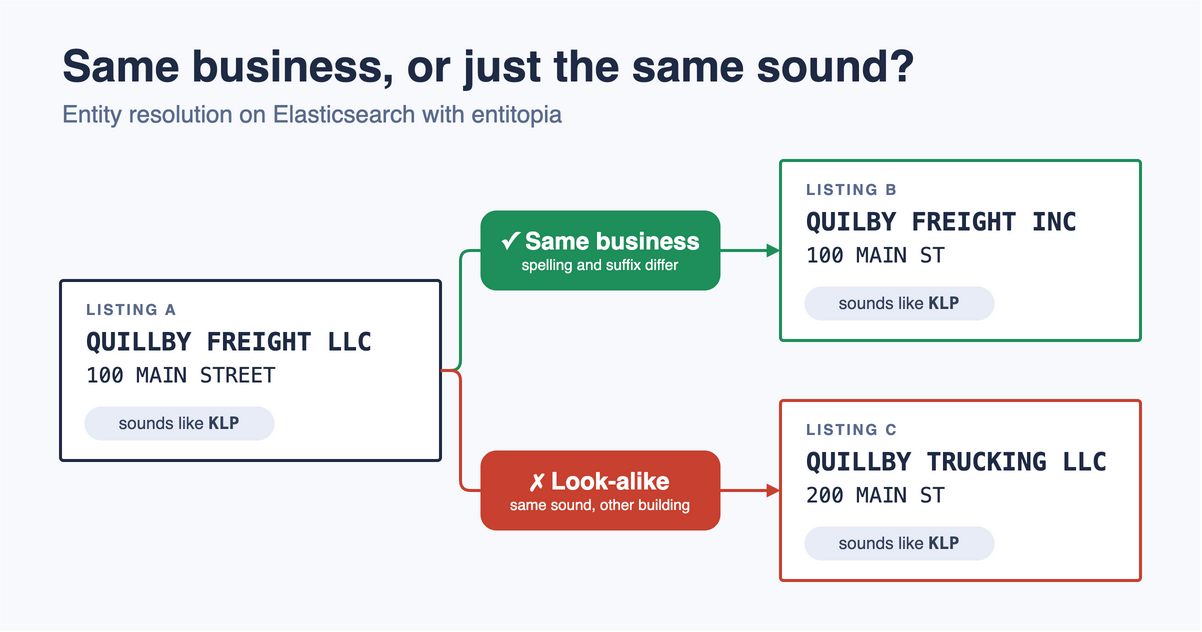 Same business, or just the same sound?
Entity resolution on Elasticsearch with entitopia
LISTING A
QUILLBY FREIGHT LLC
100 MAIN STREET
sounds like KLP
✓ Same business
spelling and suffix differ
LISTING B
QUILBY FREIGHT INC
100 MAIN ST
sounds like KLP
✗ Look-alike
same sound, other building
LISTING C
QUILLBY TRUCKING LLC
200 MAIN ST
sounds like KLP